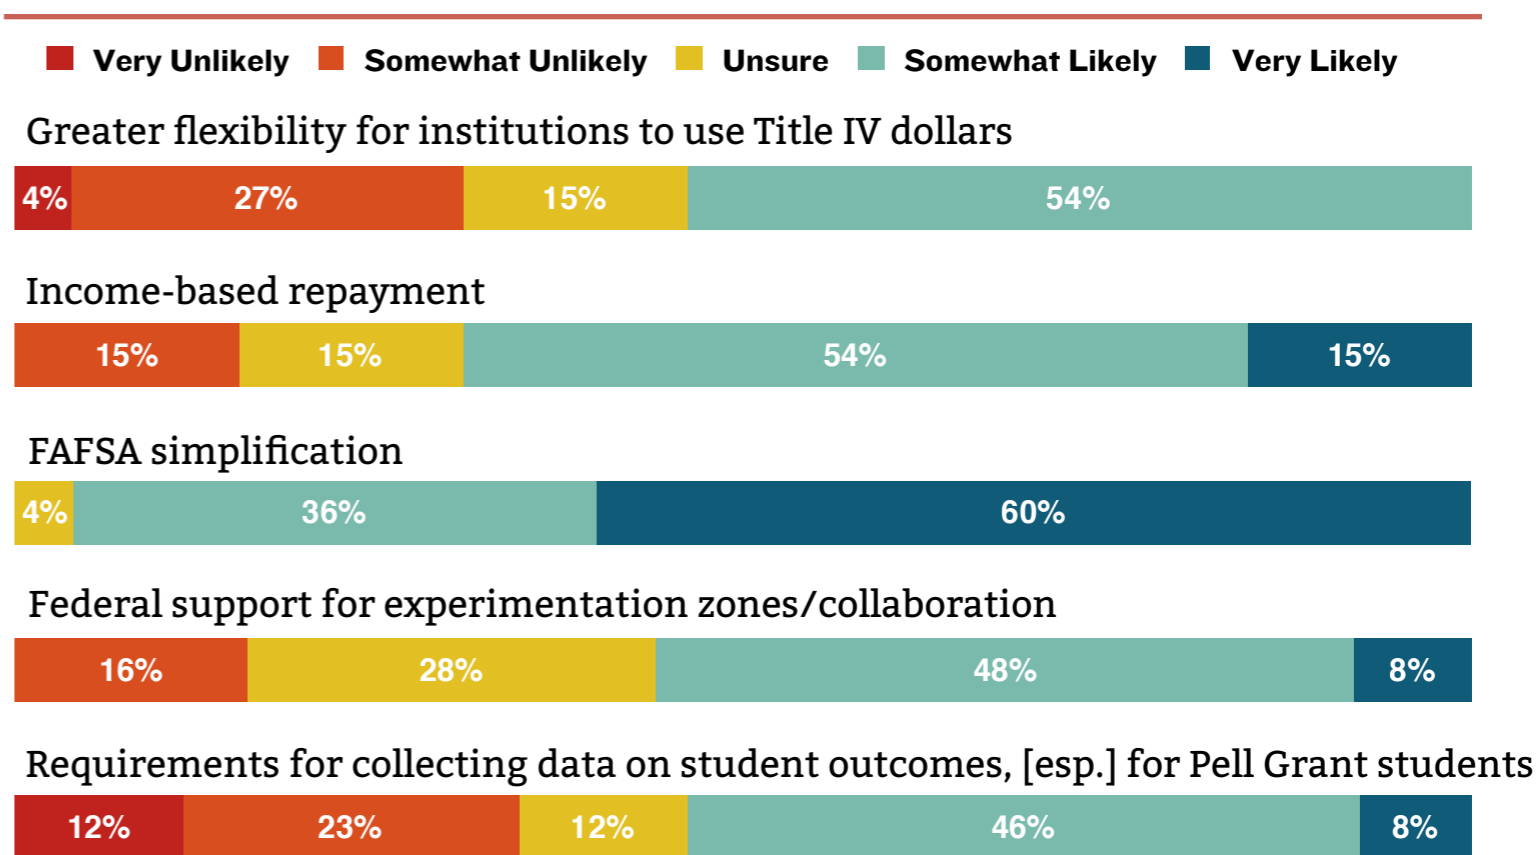 Very Unlikely Somewhat Unlikely Unsure Somewhat Likely Very Likely
Greater flexibility for institutions to use Title IV dollars
4% 27% 15% 54%
Income-based repayment
15% 15% 54% 15%
FAFSA simplification
4% 36% 60%
Federal support for experimentation zones/collaboration
16% 28% 48% 8%
Requirements for collecting data on student outcomes, [esp.] for Pell Grant students
12% 23% 12% 46% 8%